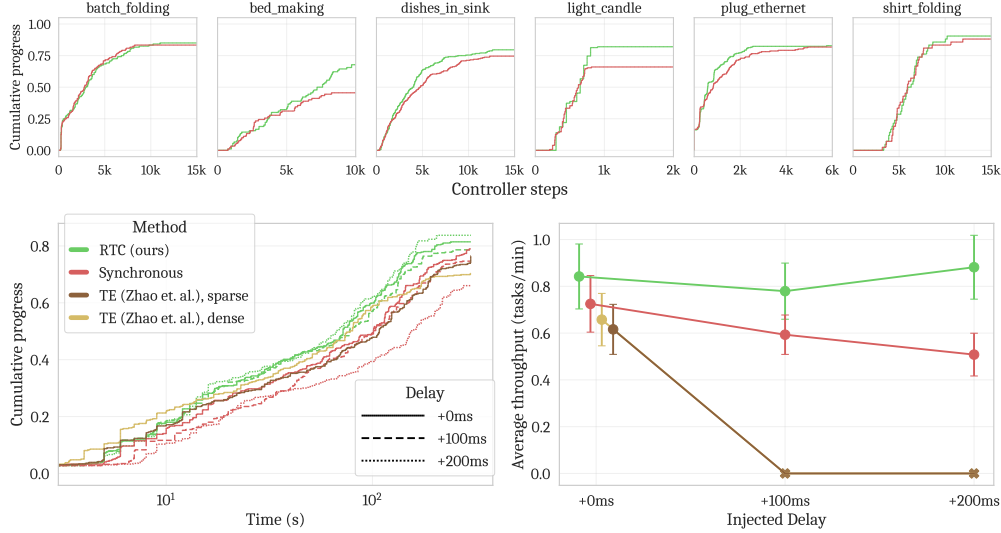 batch_folding bed_making dishes_in_sink light_candle plug_ethernet shirt_folding
Cumulative progress
1.00
0.75
0.50
0.25
0.00
0 5k 10k 15k 0 5k 10k 0 5k 10k 15k 0 1k 2k 0 2k 4k 6k 0 5k 10k 15k
Controller steps
Cumulative progress
0.8
0.6
0.4
0.2
0.0
Method
RTC (ours)
Synchronous
TE (Zhao et. al.), sparse
TE (Zhao et. al.), dense
Delay
+0ms
+100ms
+200ms
10¹ 10²
Time (s)
Average throughput (tasks/min)
1.0
0.8
0.6
0.4
0.2
0.0
+0ms +100ms +200ms
Injected Delay